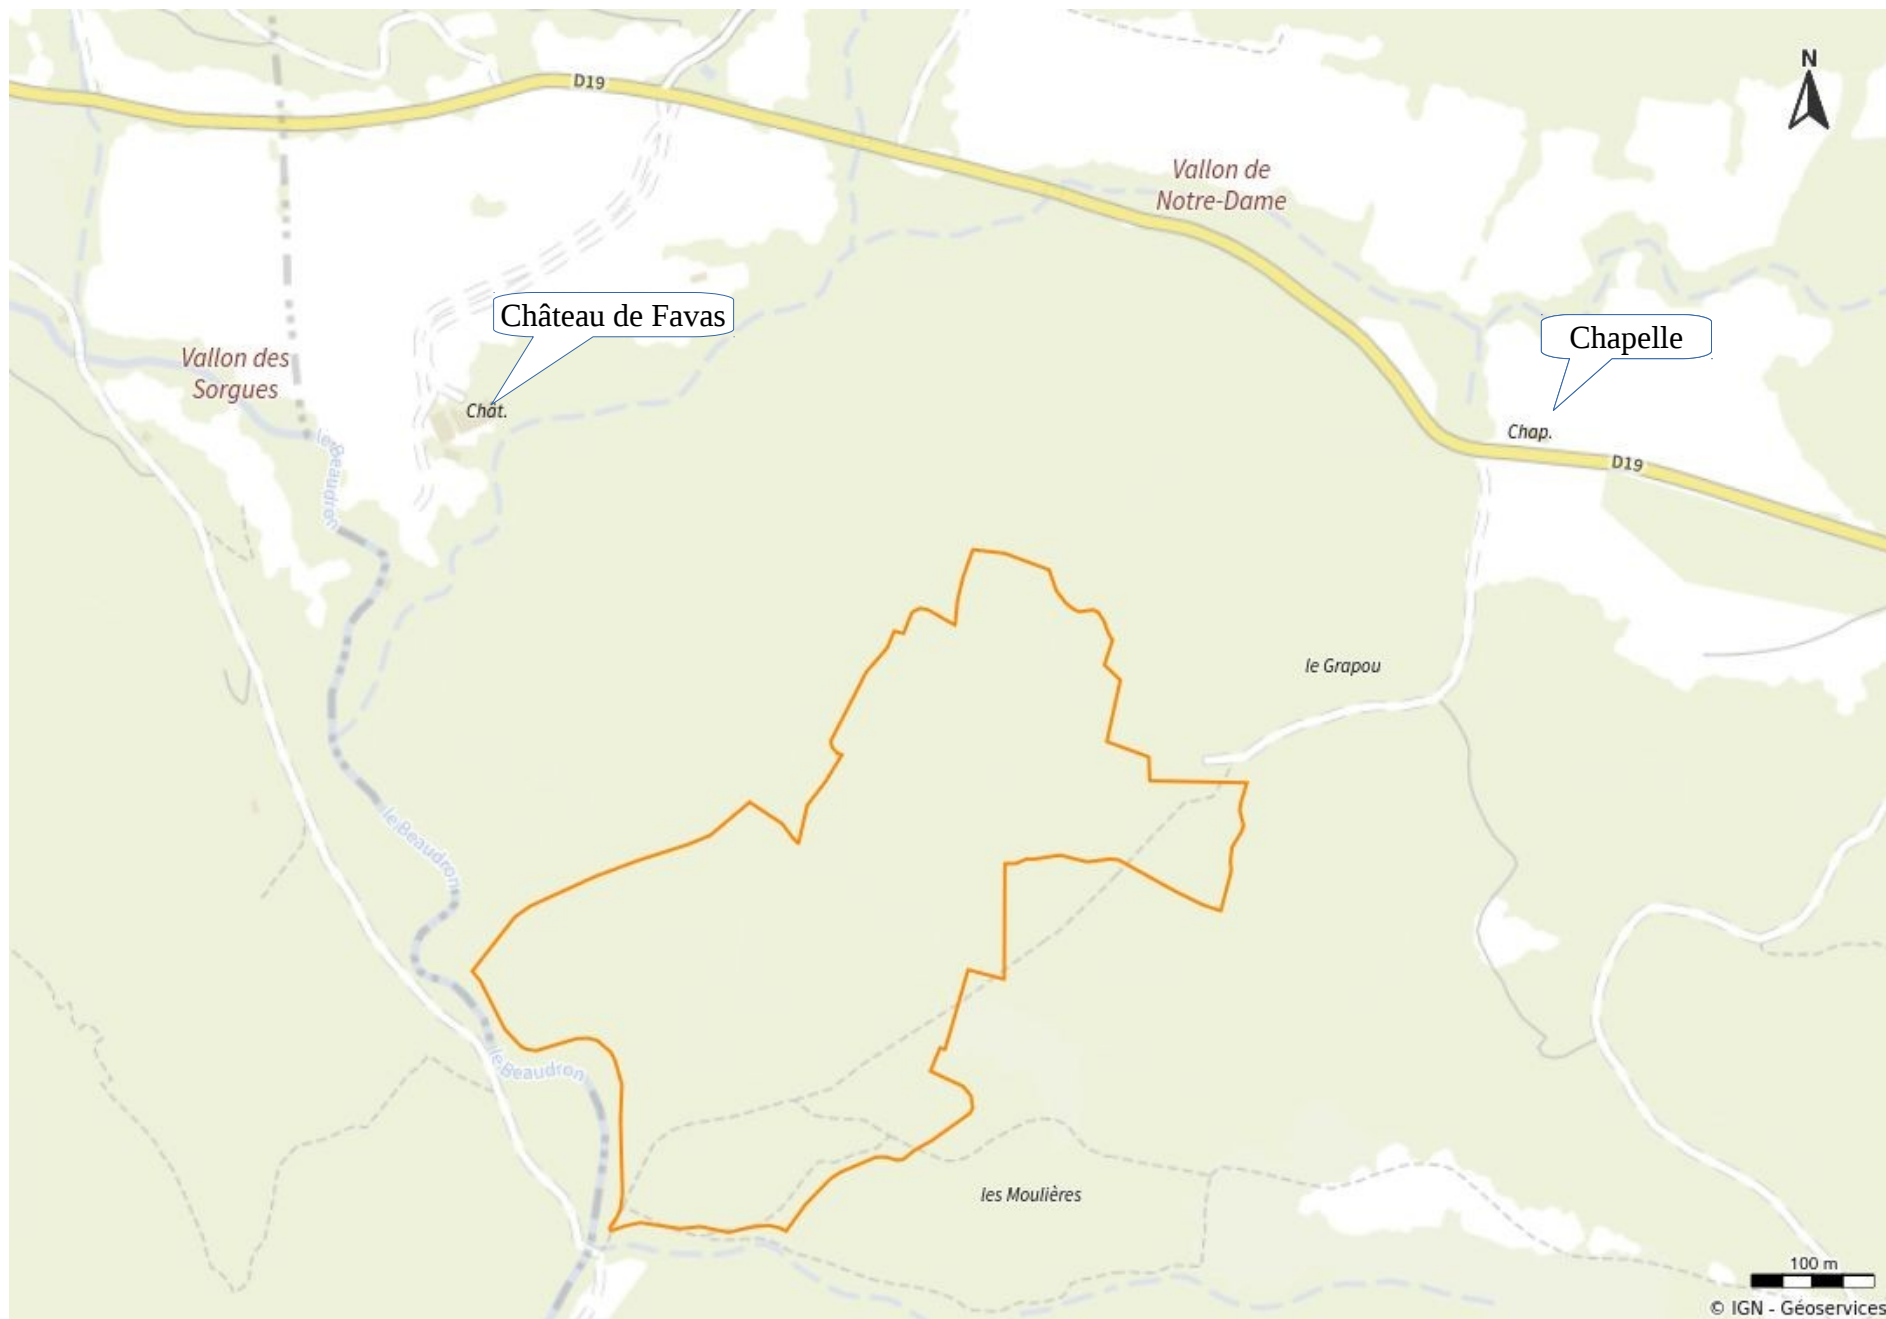 D19
N
Vallon de
Notre-Dame
Château de Favas
Chapelle
Vallon des
Sorgues
Chât.
le Beaudron
Chap.
D19
le Grapou
le Beaudron
le Beaudron
les Moulières
100 m
© IGN - Géoservices